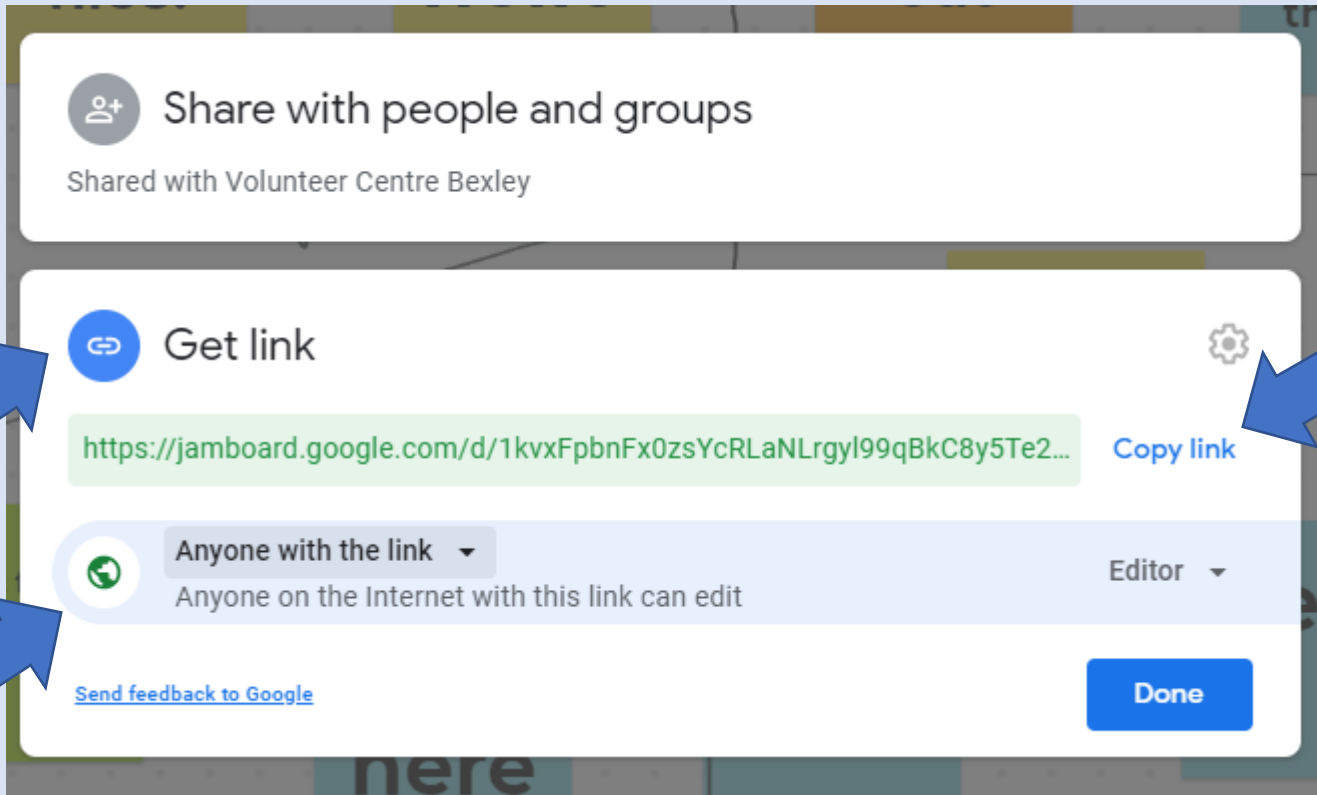 Share with people and groups
Shared with Volunteer Centre Bexley
Get link
https://jamboard.google.com/d/1kvxFpbnFx0zsYcRLaNLrgyl99qBkC8y5Te2...
Copy link
Anyone with the link
Anyone on the Internet with this link can edit
Editor
Send feedback to Google
Done
here